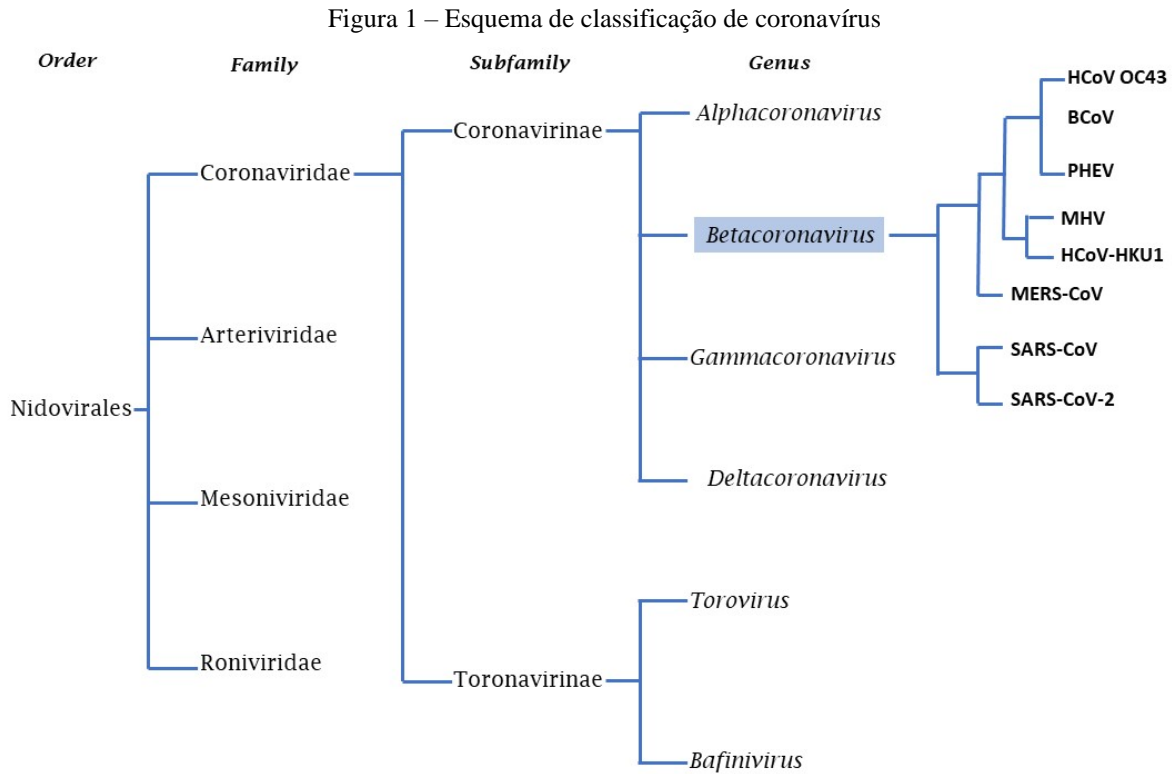 Figura 1 – Esquema de classificação de coronavírus
Order
Family
Subfamily
Genus
Nidovirales
Coronaviridae
Arteriviridae
Mesoniviridae
Roniviridae
Coronavirinae
Toronavirinae
Alphacoronavirus
Betacoronavirus
Gammacoronavirus
Deltacoronavirus
Torovirus
Bafinivirus
HCoV OC43
BCoV
PHEV
MHV
HCoV-HKU1
MERS-CoV
SARS-CoV
SARS-CoV-2